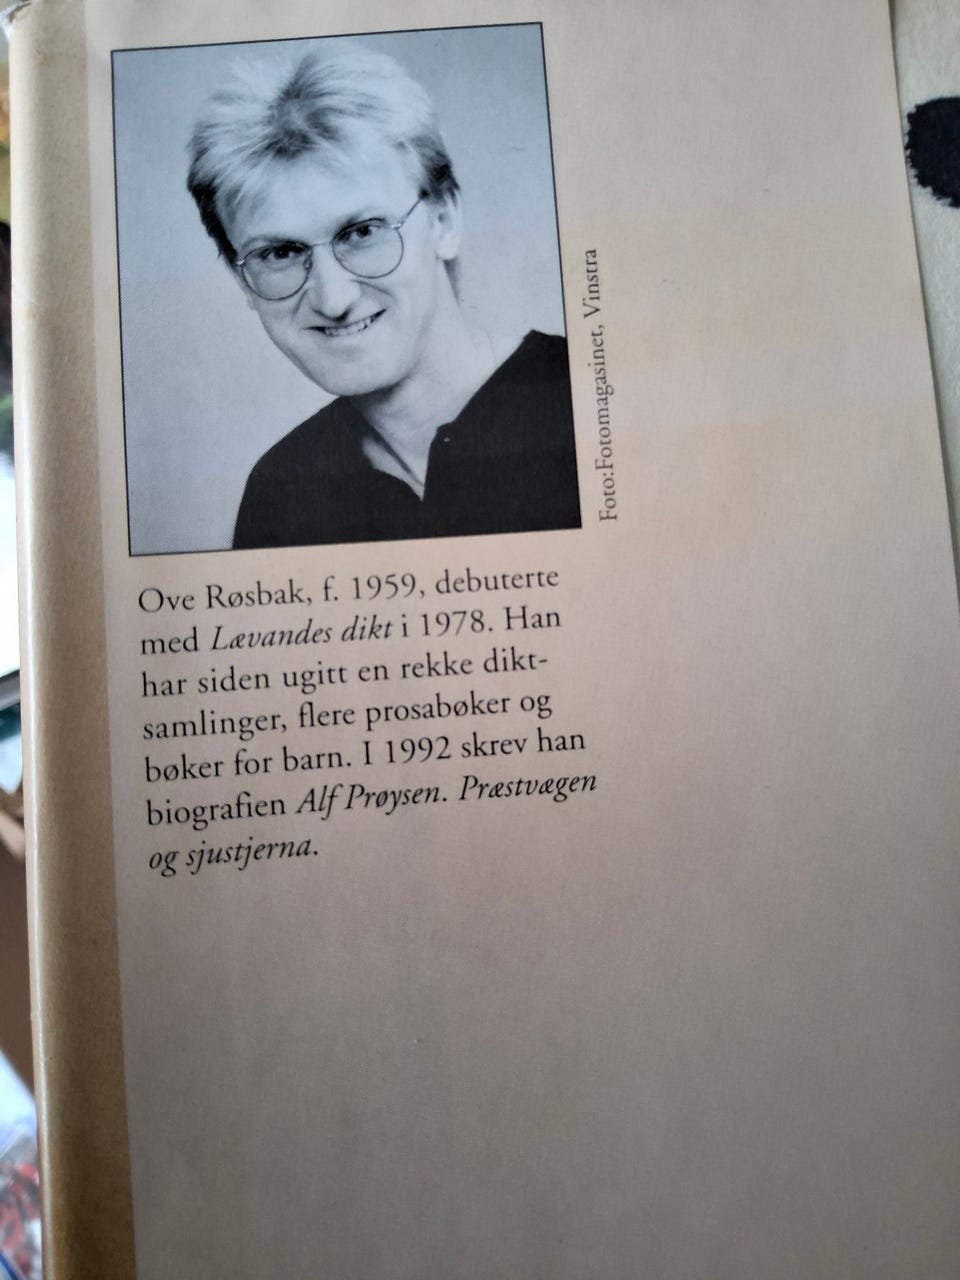 Foto:Fotomagasinet, Vinstra
Ove Røsbak, f. 1959, debuterte
med Lævandes dikt i 1978. Han
har siden ugitt en rekke dikt-
samlinger, flere prosabøker og
bøker for barn. I 1992 skrev han
biografien Alf Prøysen. Præstvægen
og sjustjerna.